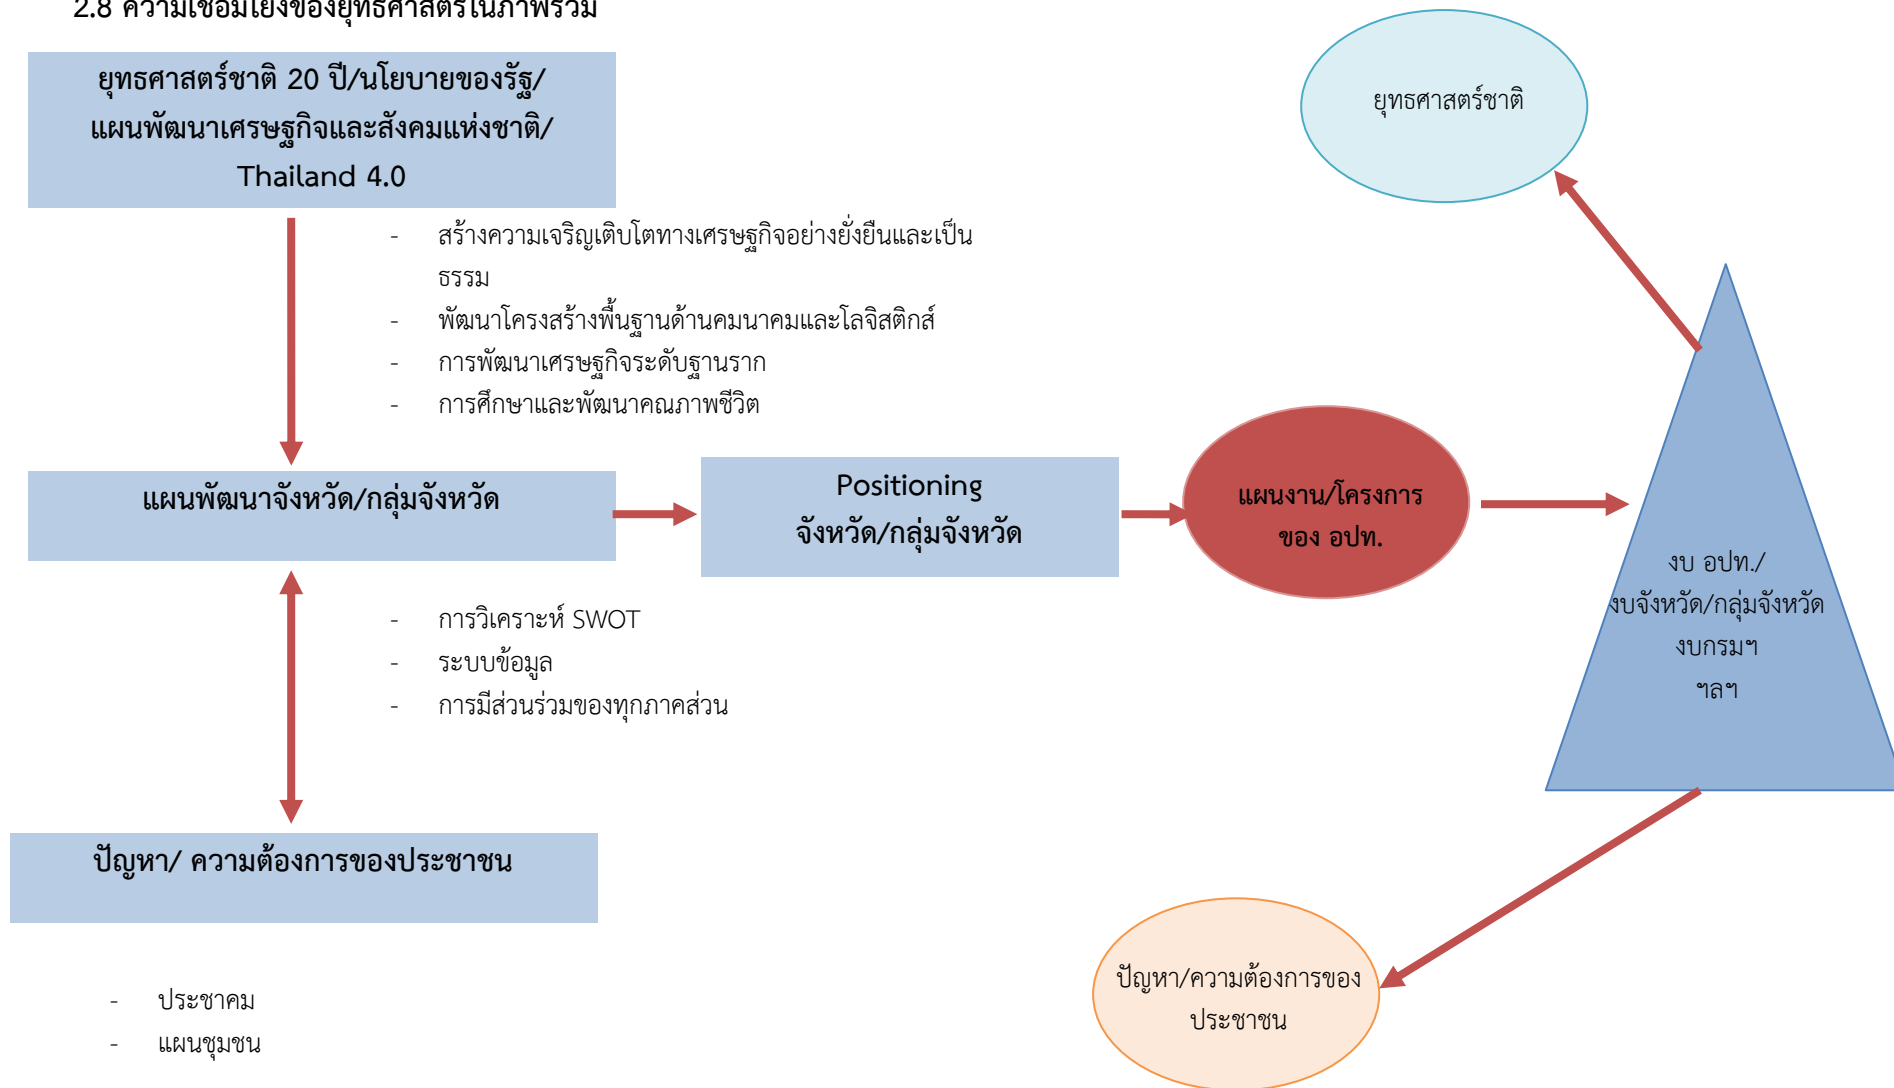 2.8 ความเชื่อมโยงของยุทธศาสตร์ในภาพรวม
ยุทธศาสตร์ชาติ 20 ปี/นโยบายของรัฐ/
แผนพัฒนาเศรษฐกิจและสังคมแห่งชาติ/
Thailand 4.0
ยุทธศาสตร์ชาติ
- สร้างความเจริญเติบโตทางเศรษฐกิจอย่างยั่งยืนและเป็น
ธรรม
- พัฒนาโครงสร้างพื้นฐานด้านคมนาคมและโลจิสติกส์
- การพัฒนาเศรษฐกิจระดับฐานราก
- การศึกษาและพัฒนาคุณภาพชีวิต
แผนพัฒนาจังหวัด/กลุ่มจังหวัด
Positioning
จังหวัด/กลุ่มจังหวัด
แผนงาน/โครงการ
ของ อปท.
งบ อปท./
งบจังหวัด/กลุ่มจังหวัด
งบกรมฯ
ฯลฯ
- การวิเคราะห์ SWOT
- ระบบข้อมูล
- การมีส่วนร่วมของทุกภาคส่วน
ปัญหา/ ความต้องการของประชาชน
ปัญหา/ความต้องการของ
ประชาชน
- ประชาคม
- แผนชุมชน